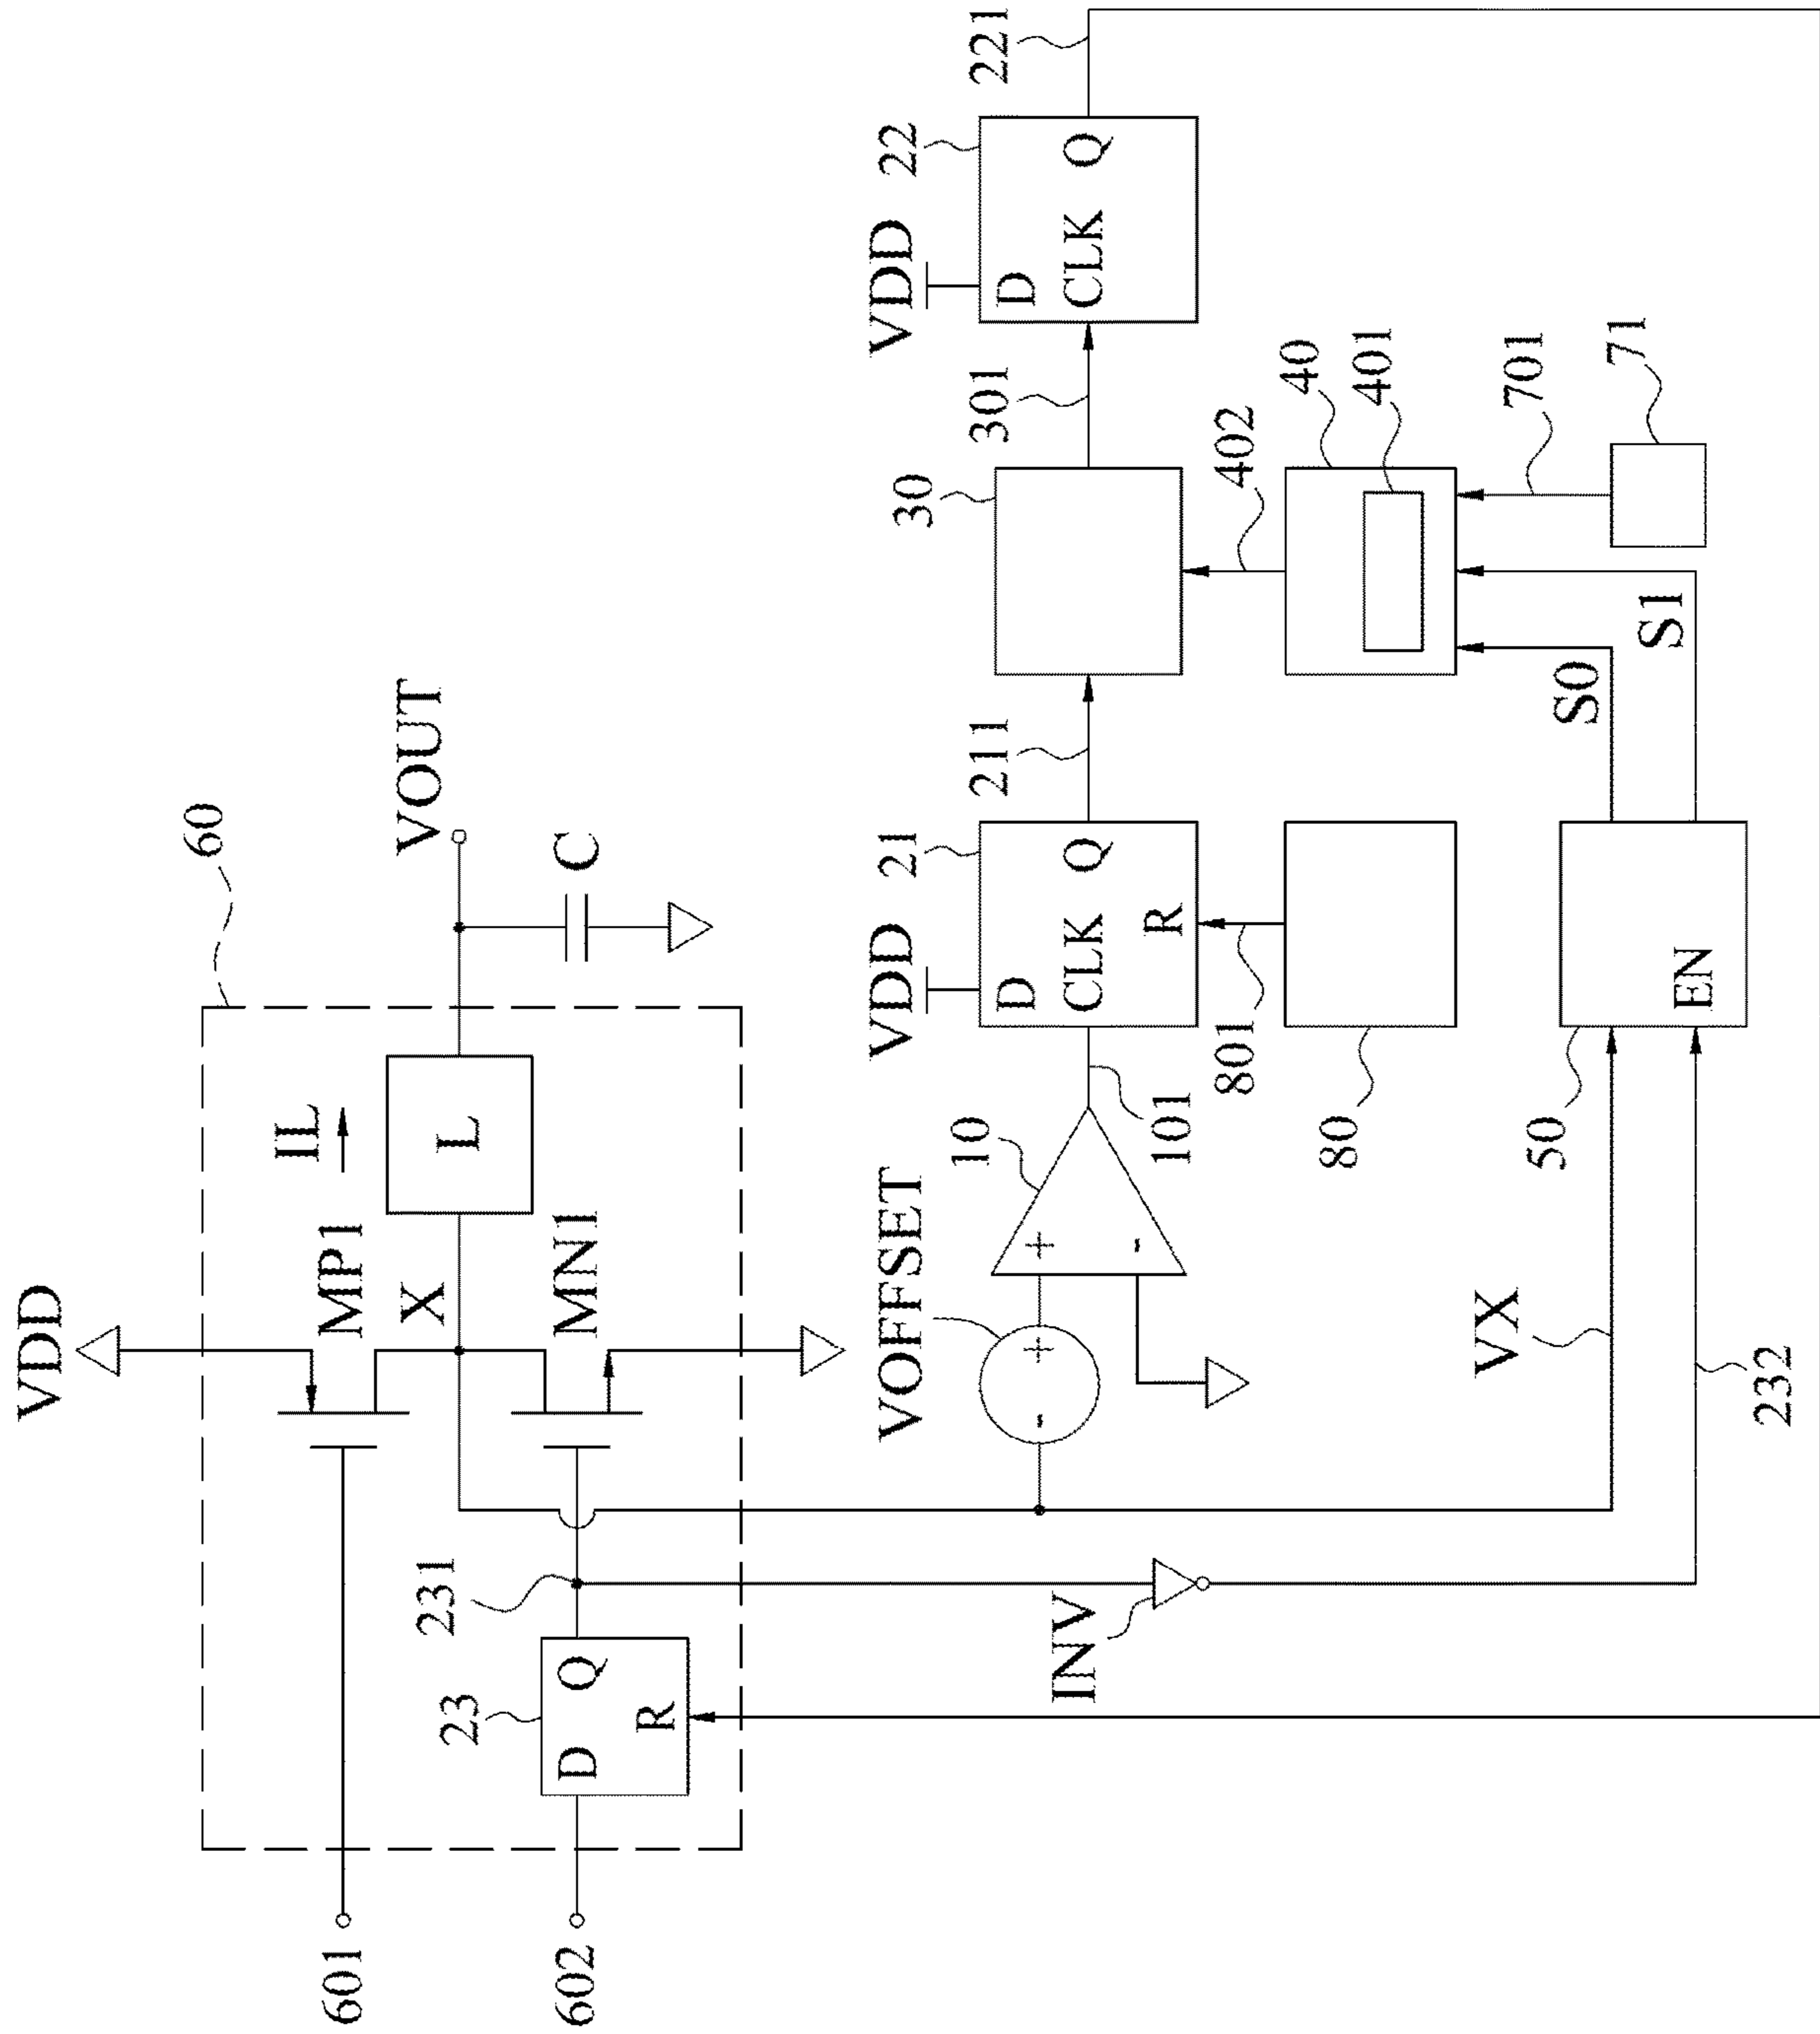 VDD
60
MP1
IL
VOUT
601
X
L
C
23
231
MN1
D Q
602
R
VOFFSET
10
VDD
21
30
VDD
22
+
-
+
-
D
CLK Q
R
211
301
D
CLK Q
221
INV
101
801
402
40
80
401
VX
50
S0
701
232
EN
S1
71